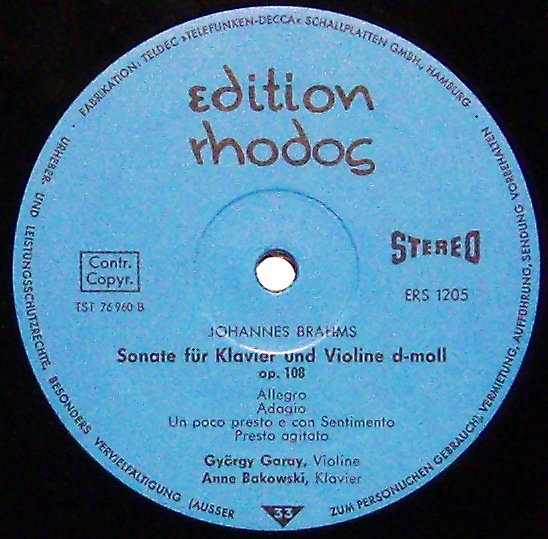 edition
rhodos
Contr.
Copyr.
TST 76 960 B
STEREO
ERS 1205
JOHANNES BRAHMS
Sonate für Klavier und Violine d-moll
op. 108
Allegro
Adagio
Un poco presto e con Sentimento
Presto agitato
György Garay, Violine
Anne Bakowski, Klavier
33
FABRIKATION: TELDEC »TELEFUNKEN-DECCA« SCHALLPLATTEN GMBH., HAMBURG ·
URHEBER- UND LEISTUNGSSCHUTZRECHTE, BESONDERS VERVIELFÄLTIGUNG (AUSSER
ZUM PERSÖNLICHEN GEBRAUCH), VERMIETUNG, AUFFÜHRUNG, SENDUNG VORBEHALTEN ·